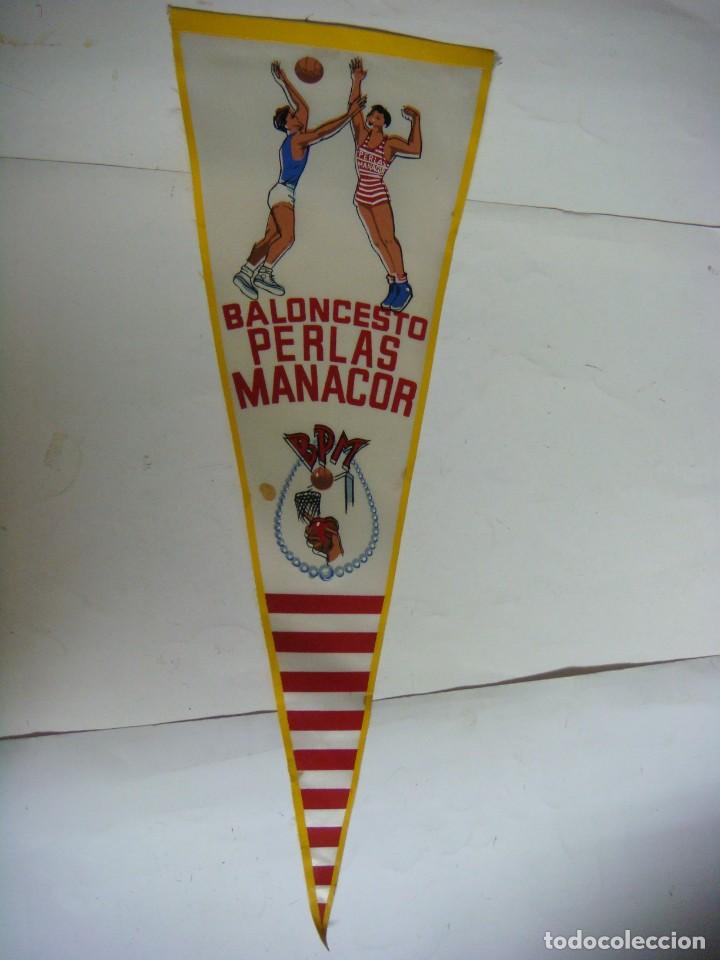 PERLAS
MANACOR
BALONCESTO
PERLAS
MANACOR
BPM
todocoleccion